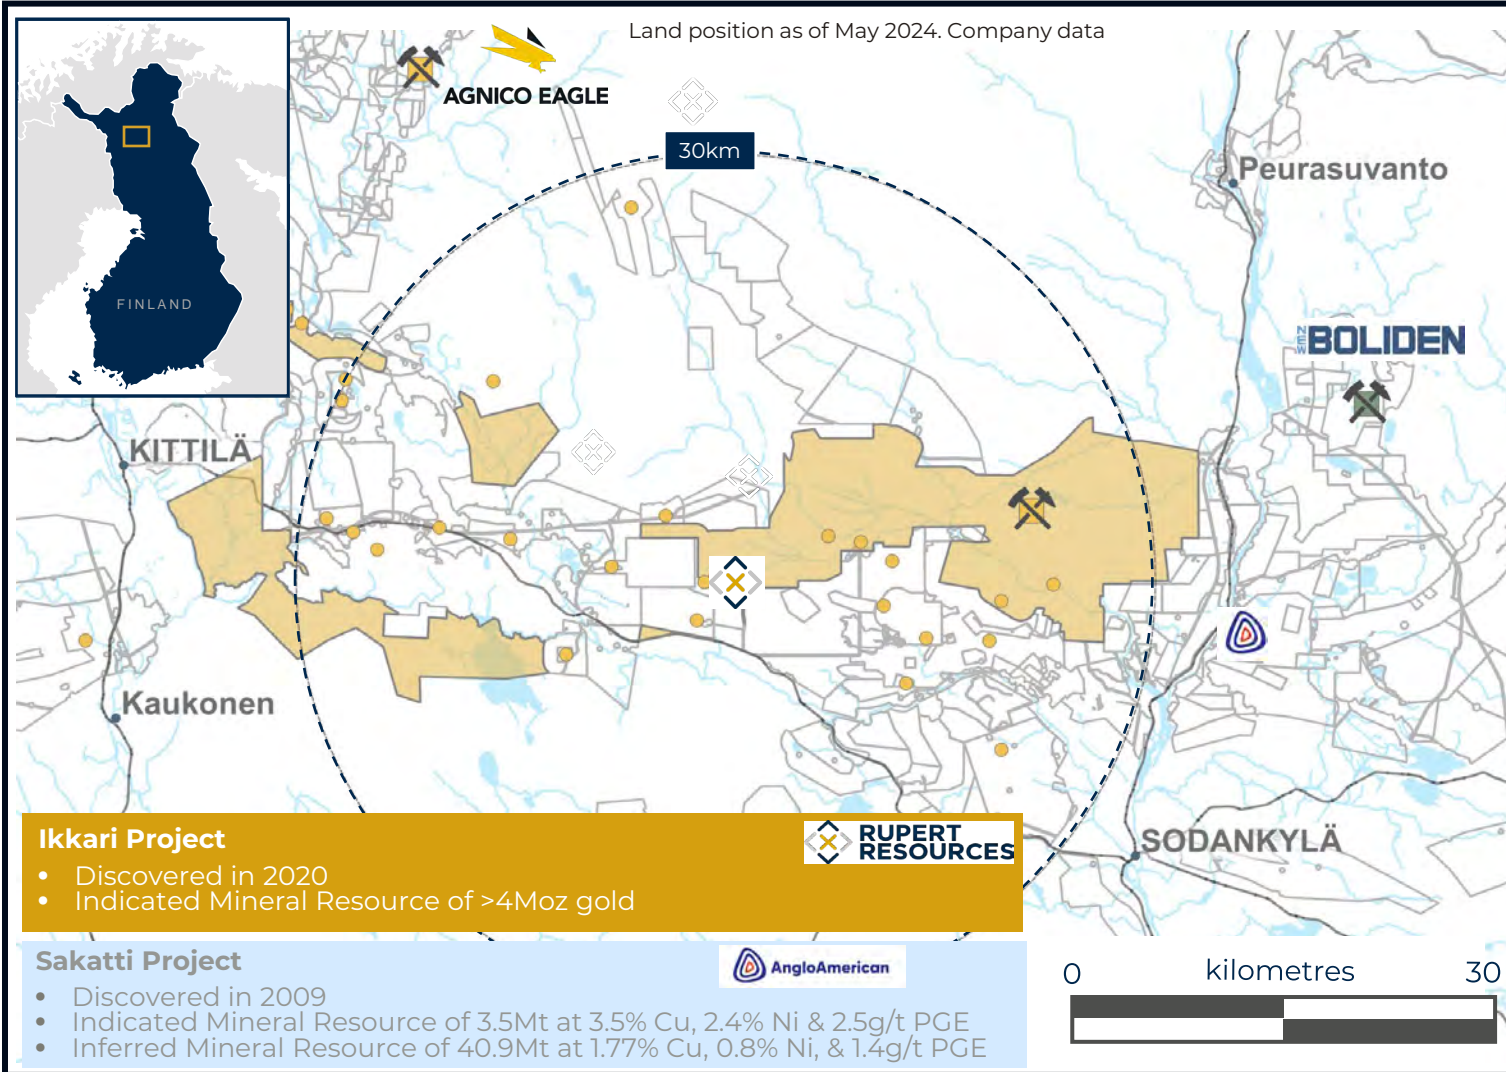 Land position as of May 2024. Company data
AGNICO EAGLE
30km
Peurasuvanto
FINLAND
NEW BOLIDEN
KITTILÄ
Kaukonen
SODANKYLÄ
Ikkari Project
RUPERT
RESOURCES
• Discovered in 2020
• Indicated Mineral Resource of >4Moz gold
Sakatti Project
AngloAmerican
• Discovered in 2009
• Indicated Mineral Resource of 3.5Mt at 3.5% Cu, 2.4% Ni & 2.5g/t PGE
• Inferred Mineral Resource of 40.9Mt at 1.77% Cu, 0.8% Ni, & 1.4g/t PGE
0 kilometres 30